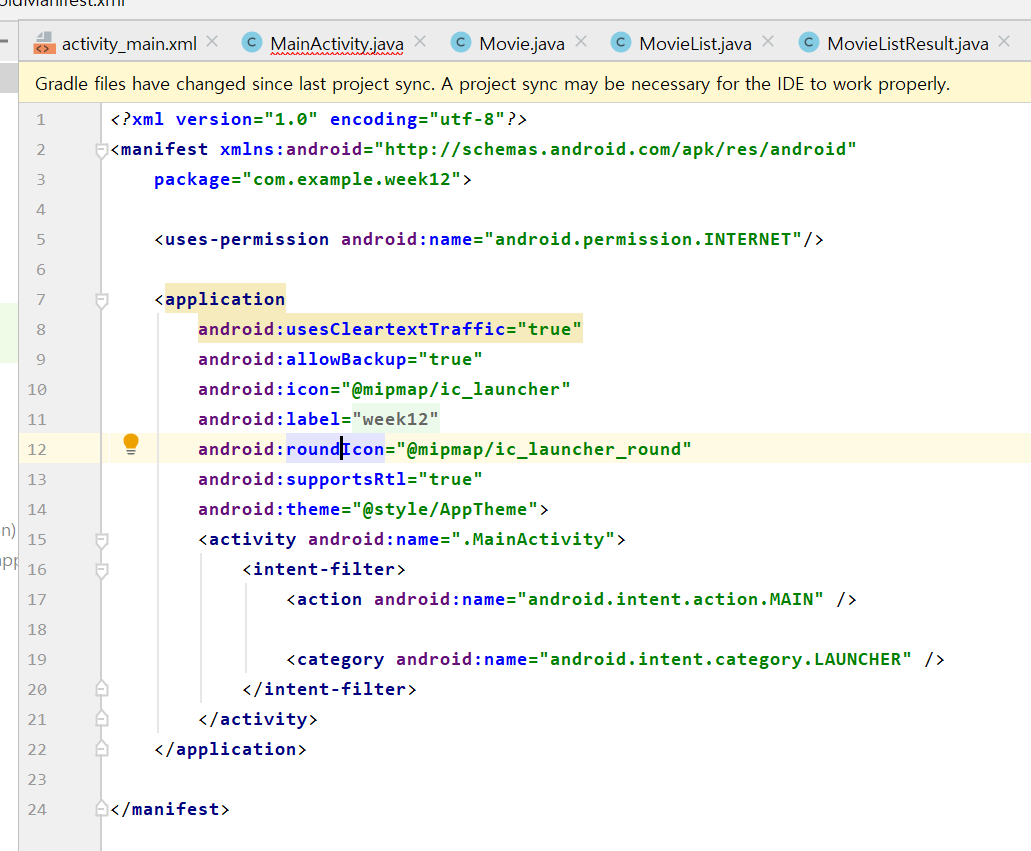 activity_main.xml MainActivity.java Movie.java MovieList.java MovieListResult.java
Gradle files have changed since last project sync. A project sync may be necessary for the IDE to work properly.
1 <?xml version="1.0" encoding="utf-8"?>
2 <manifest xmlns:android="http://schemas.android.com/apk/res/android"
3 package="com.example.week12">
4
5 <uses-permission android:name="android.permission.INTERNET"/>
6
7 <application
8 android:usesCleartextTraffic="true"
9 android:allowBackup="true"
10 android:icon="@mipmap/ic_launcher"
11 android:label="week12"
12 android:roundIcon="@mipmap/ic_launcher_round"
13 android:supportsRtl="true"
14 android:theme="@style/AppTheme">
15 <activity android:name=".MainActivity">
16 <intent-filter>
17 <action android:name="android.intent.action.MAIN" />
18
19 <category android:name="android.intent.category.LAUNCHER" />
20 </intent-filter>
21 </activity>
22 </application>
23
24 </manifest>